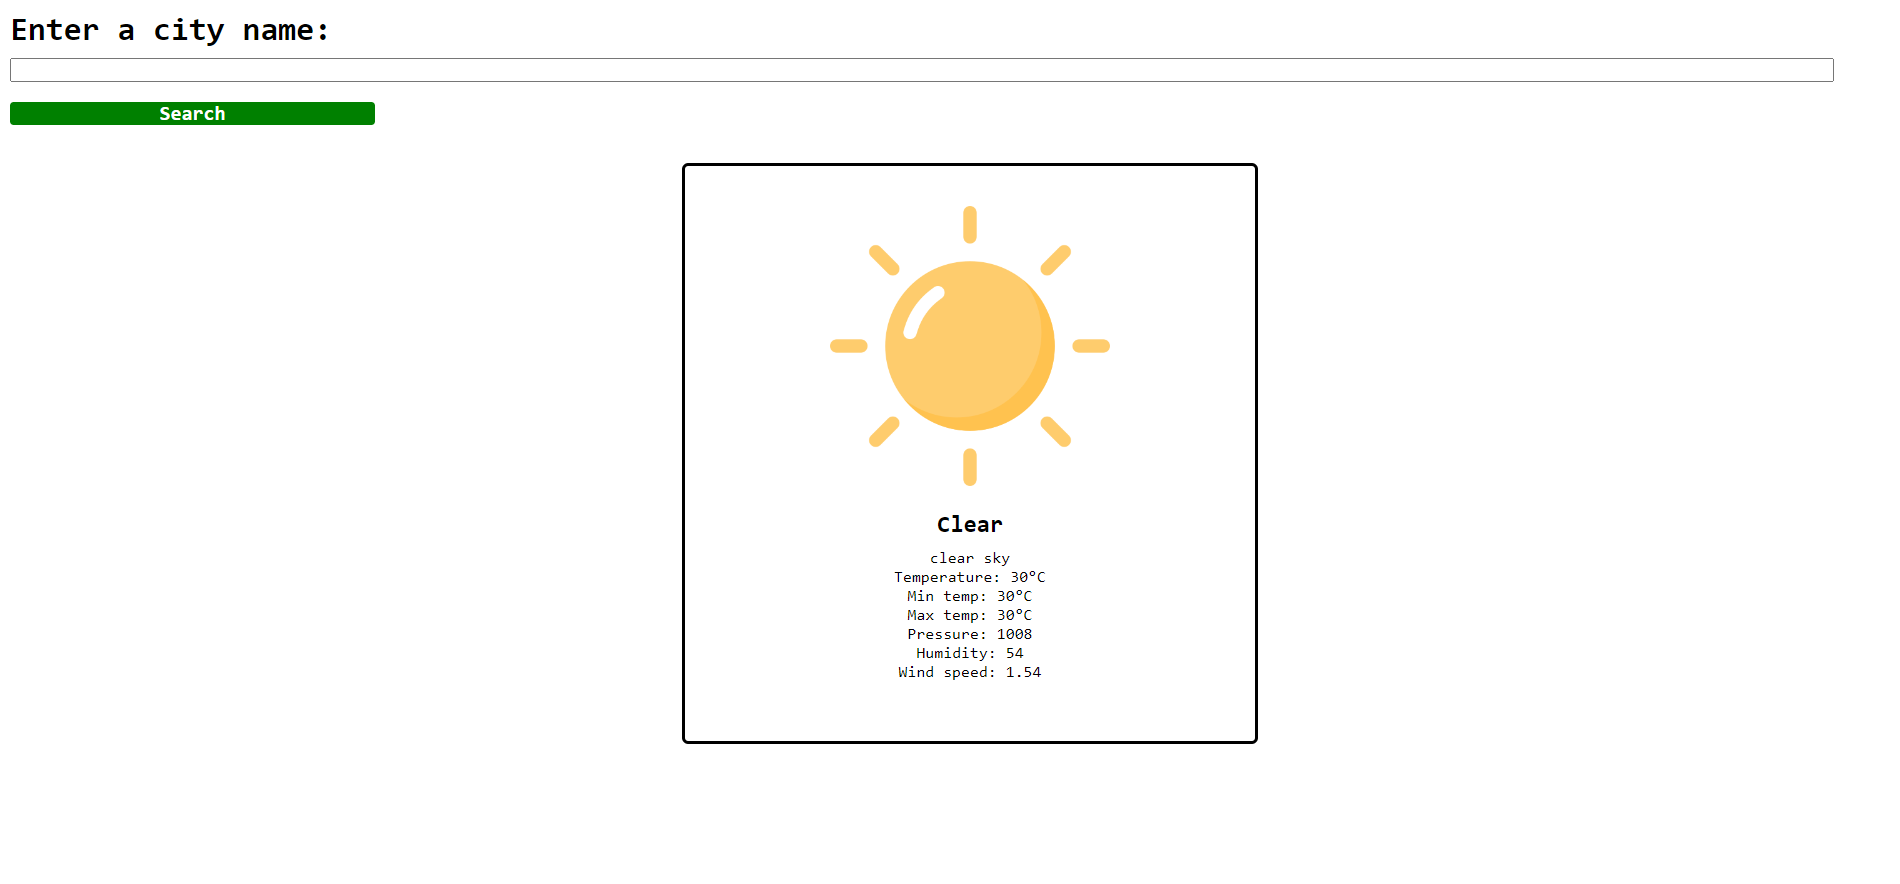 Enter a city name:
Search
Clear
clear sky
Temperature: 30°C
Min temp: 30°C
Max temp: 30°C
Pressure: 1008
Humidity: 54
Wind speed: 1.54